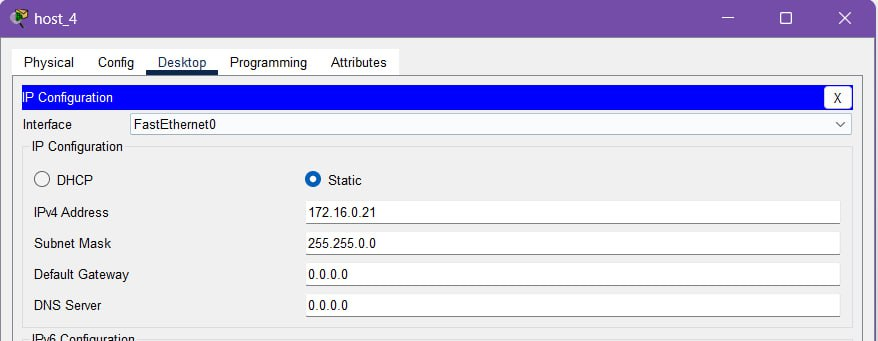 host_4
Physical Config Desktop Programming Attributes
IP Configuration X
Interface FastEthernet0
IP Configuration
DHCP Static
IPv4 Address 172.16.0.21
Subnet Mask 255.255.0.0
Default Gateway 0.0.0.0
DNS Server 0.0.0.0
IPv6 Configuration